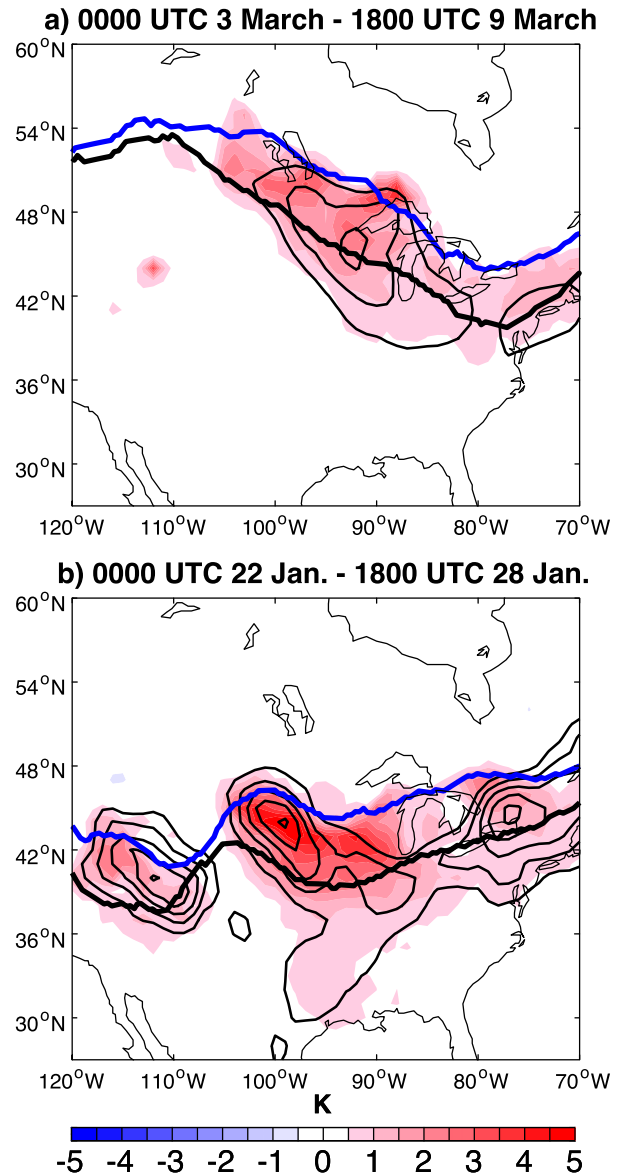 a) 0000 UTC 3 March - 1800 UTC 9 March
60°N
54°N
48°N
42°N
36°N
30°N
120°W 110°W 100°W 90°W 80°W 70°W
b) 0000 UTC 22 Jan. - 1800 UTC 28 Jan.
60°N
54°N
48°N
42°N
36°N
30°N
120°W 110°W 100°W 90°W 80°W 70°W
K
-5 -4 -3 -2 -1 0 1 2 3 4 5